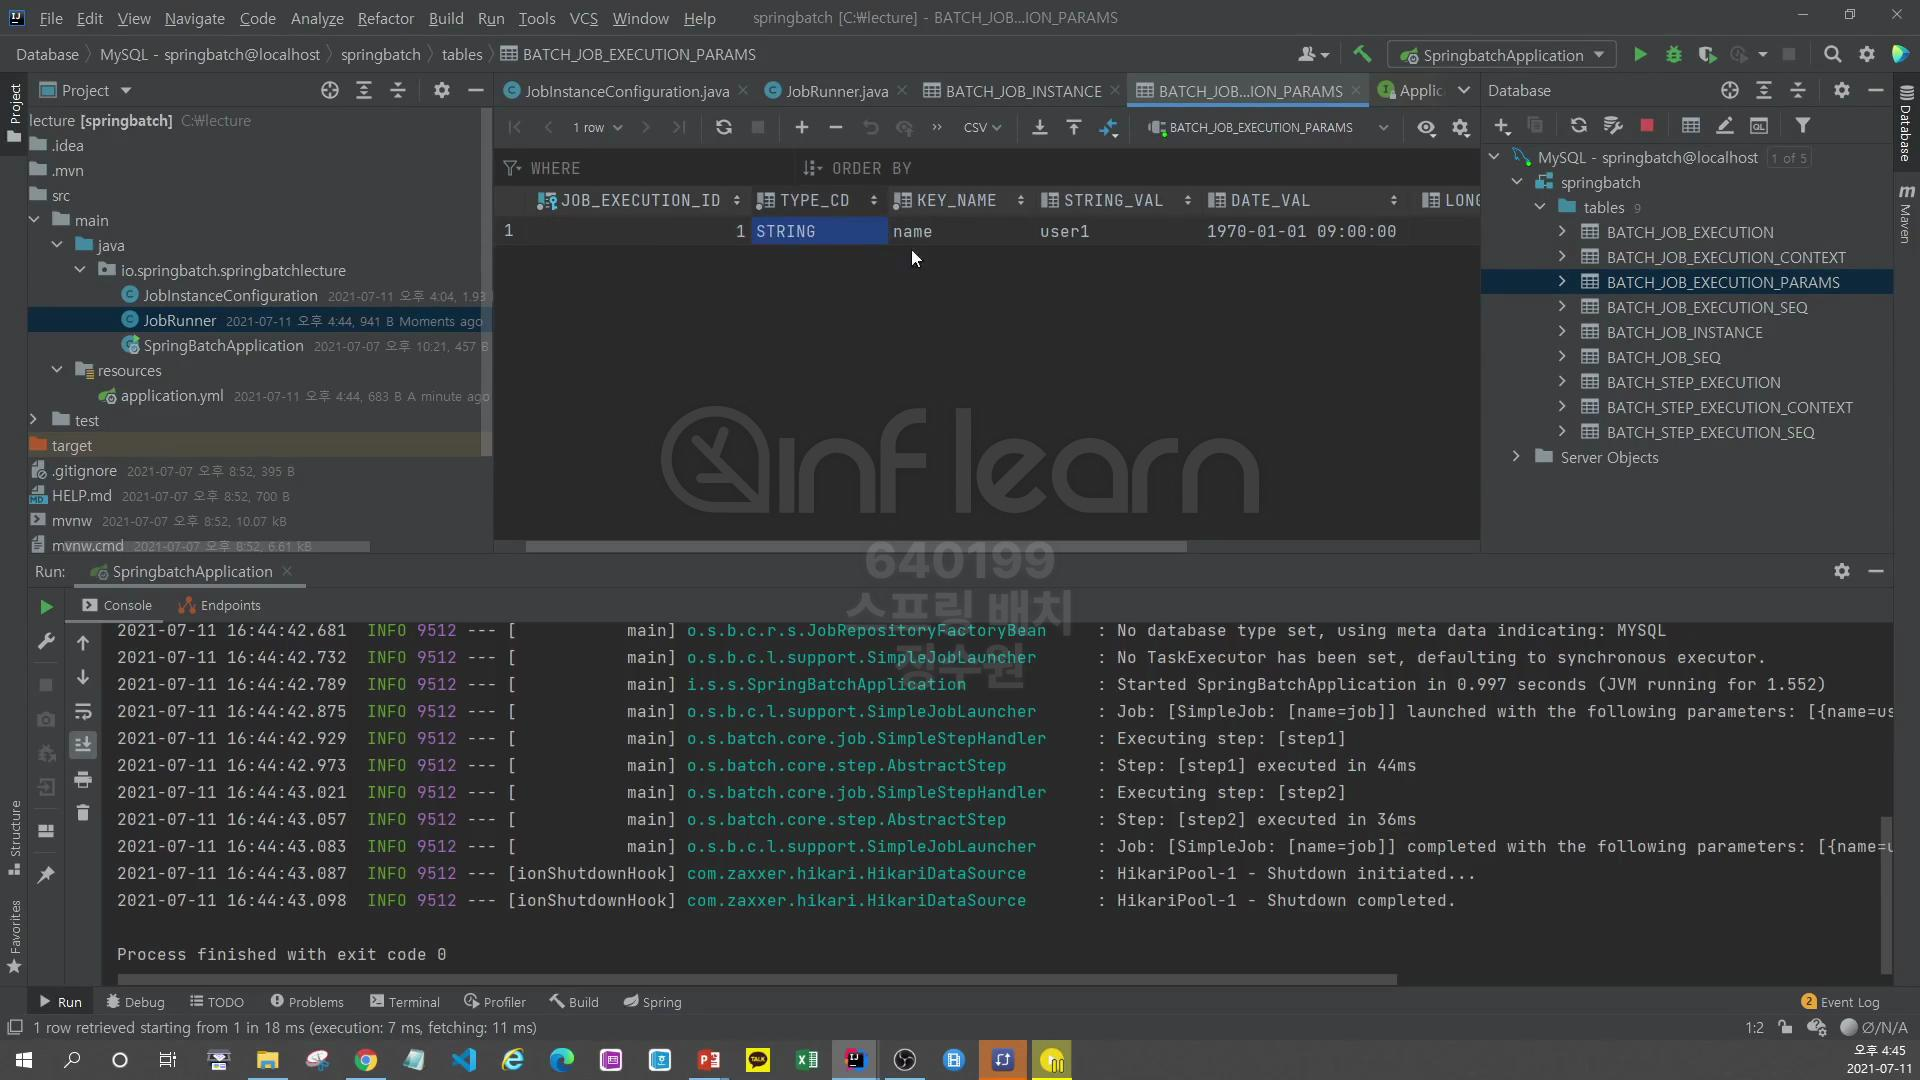 File Edit View Navigate Code Analyze Refactor Build Run Tools VCS Window Help springbatch [C:₩lecture] - BATCH_JOB...ION_PARAMS
Database MySQL - springbatch@localhost springbatch tables BATCH_JOB_EXECUTION_PARAMS SpringbatchApplication
Project JobInstanceConfiguration.java JobRunner.java BATCH_JOB_INSTANCE BATCH_JOB...ION_PARAMS Applic Database
Project
lecture [springbatch] C:₩lecture
.idea
.mvn
src
main
java
io.springbatch.springbatchlecture
JobInstanceConfiguration 2021-07-11 오후 4:04, 1.93
JobRunner 2021-07-11 오후 4:44, 941 B Moments ago
SpringBatchApplication 2021-07-07 오후 10:21, 457 B
resources
application.yml 2021-07-11 오후 4:44, 683 B A minute ago
test
target
.gitignore 2021-07-07 오후 8:52, 395 B
HELP.md 2021-07-07 오후 8:52, 700 B
mvnw 2021-07-07 오후 8:52, 10.07 kB
mvnw.cmd 2021-07-07 오후 8:52, 6.61 kB
1 row CSV BATCH_JOB_EXECUTION_PARAMS
WHERE ORDER BY
JOB_EXECUTION_ID TYPE_CD KEY_NAME STRING_VAL DATE_VAL LONG
1 1 STRING name user1 1970-01-01 09:00:00
MySQL - springbatch@localhost 1 of 5
springbatch
tables 9
BATCH_JOB_EXECUTION
BATCH_JOB_EXECUTION_CONTEXT
BATCH_JOB_EXECUTION_PARAMS
BATCH_JOB_EXECUTION_SEQ
BATCH_JOB_INSTANCE
BATCH_JOB_SEQ
BATCH_STEP_EXECUTION
BATCH_STEP_EXECUTION_CONTEXT
BATCH_STEP_EXECUTION_SEQ
Server Objects
Database
Maven
inflearn
640199
스프링 배치
정수원
Run: SpringbatchApplication
Console Endpoints
2021-07-11 16:44:42.681 INFO 9512 --- [ main] o.s.b.c.r.s.JobRepositoryFactoryBean : No database type set, using meta data indicating: MYSQL
2021-07-11 16:44:42.732 INFO 9512 --- [ main] o.s.b.c.l.support.SimpleJobLauncher : No TaskExecutor has been set, defaulting to synchronous executor.
2021-07-11 16:44:42.789 INFO 9512 --- [ main] i.s.s.SpringBatchApplication : Started SpringBatchApplication in 0.997 seconds (JVM running for 1.552)
2021-07-11 16:44:42.875 INFO 9512 --- [ main] o.s.b.c.l.support.SimpleJobLauncher : Job: [SimpleJob: [name=job]] launched with the following parameters: [{name=us
2021-07-11 16:44:42.929 INFO 9512 --- [ main] o.s.batch.core.job.SimpleStepHandler : Executing step: [step1]
2021-07-11 16:44:42.973 INFO 9512 --- [ main] o.s.batch.core.step.AbstractStep : Step: [step1] executed in 44ms
2021-07-11 16:44:43.021 INFO 9512 --- [ main] o.s.batch.core.job.SimpleStepHandler : Executing step: [step2]
2021-07-11 16:44:43.057 INFO 9512 --- [ main] o.s.batch.core.step.AbstractStep : Step: [step2] executed in 36ms
2021-07-11 16:44:43.083 INFO 9512 --- [ main] o.s.b.c.l.support.SimpleJobLauncher : Job: [SimpleJob: [name=job]] completed with the following parameters: [{name=u
2021-07-11 16:44:43.087 INFO 9512 --- [ionShutdownHook] com.zaxxer.hikari.HikariDataSource : HikariPool-1 - Shutdown initiated...
2021-07-11 16:44:43.098 INFO 9512 --- [ionShutdownHook] com.zaxxer.hikari.HikariDataSource : HikariPool-1 - Shutdown completed.
Process finished with exit code 0
Structure
Favorites
Run Debug TODO Problems Terminal Profiler Build Spring 2 Event Log
1 row retrieved starting from 1 in 18 ms (execution: 7 ms, fetching: 11 ms) 1:2 Ø/N/A
오후 4:45
2021-07-11